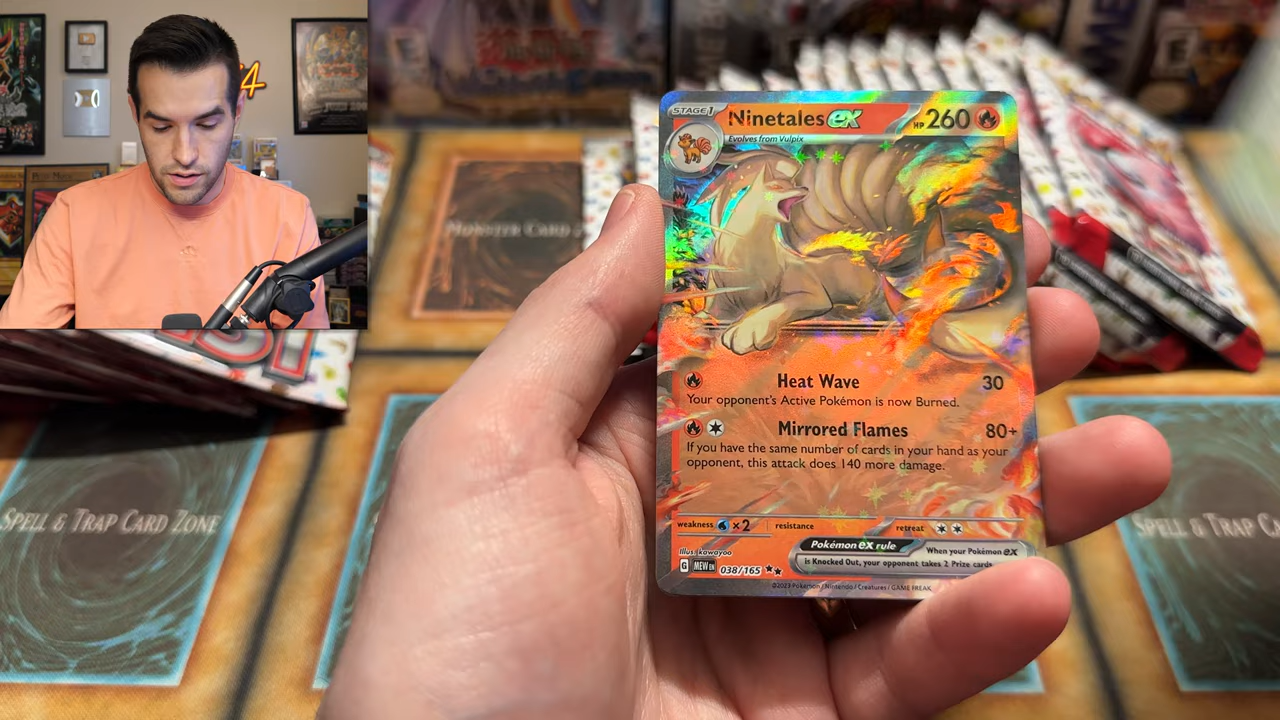 STAGE 1
Ninetales ex
HP 260
Evolves from Vulpix
Heat Wave 30
Your opponent's Active Pokémon is now Burned.
Mirrored Flames 80+
If you have the same number of cards in your hand as your
opponent, this attack does 140 more damage.
weakness ×2 resistance retreat
Illus. kawayoo
Pokémon ex rule
When your Pokémon ex
is Knocked Out, your opponent takes 2 Prize cards.
G MEW EN 038/165
©2023 Pokémon / Nintendo / Creatures / GAME FREAK
MONSTER CARD
151
SPELL & TRAP CARD ZONE
SPELL & TRAP CAR